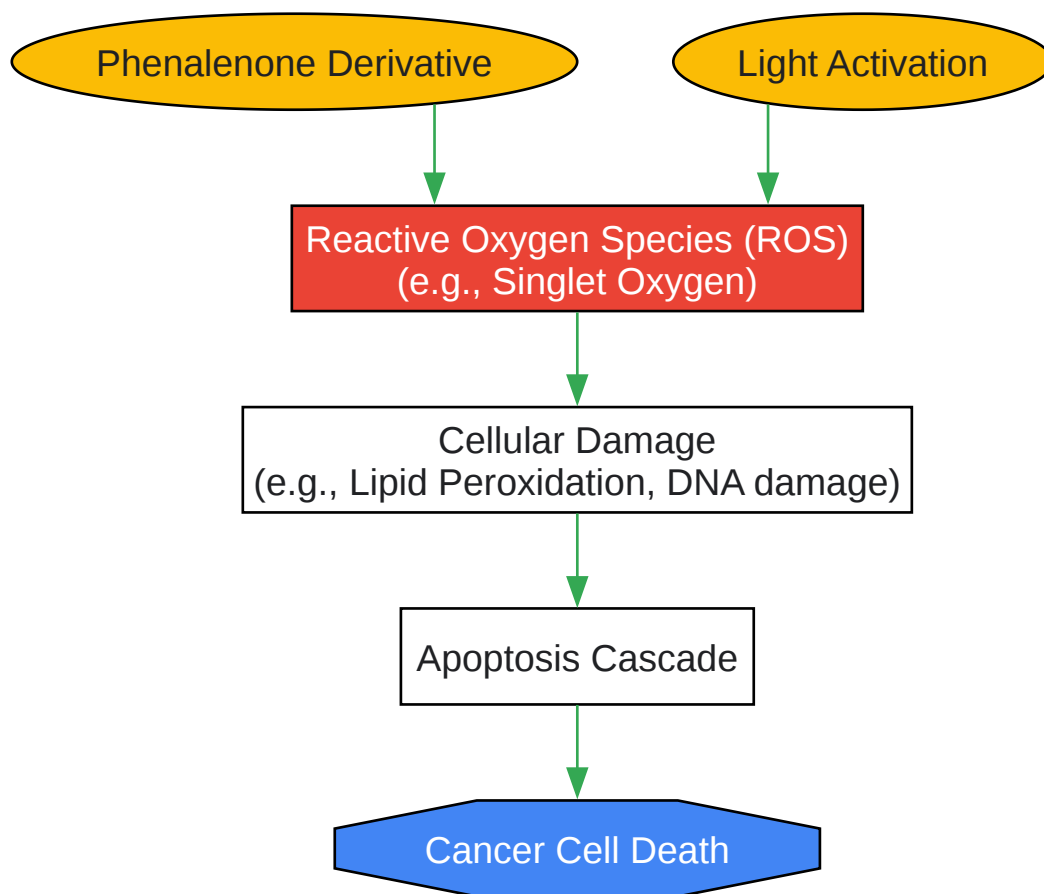 Phenalenone Derivative
Light Activation
Reactive Oxygen Species (ROS)
(e.g., Singlet Oxygen)
Cellular Damage
(e.g., Lipid Peroxidation, DNA damage)
Apoptosis Cascade
Cancer Cell Death